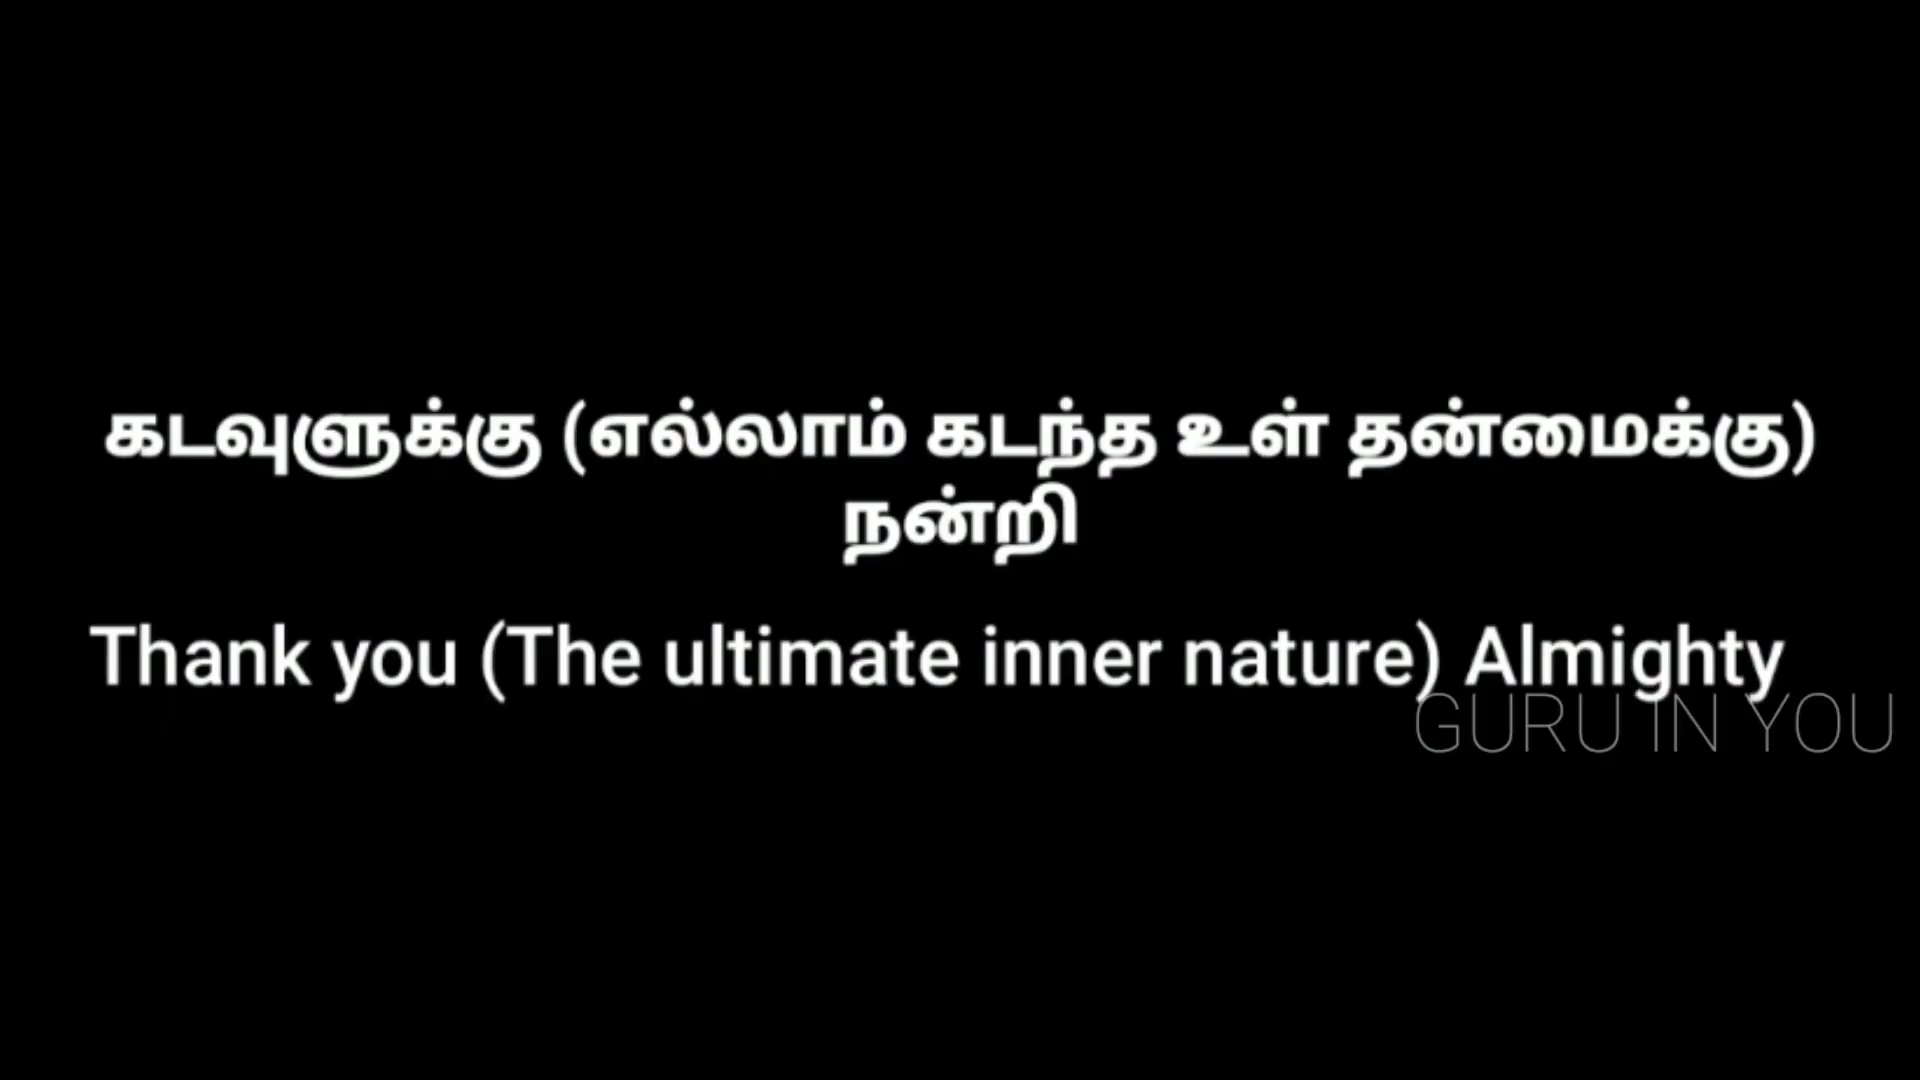 கடவுளுக்கு (எல்லாம் கடந்த உள் தன்மைக்கு)
நன்றி
Thank you (The ultimate inner nature) Almighty
GURU IN YOU